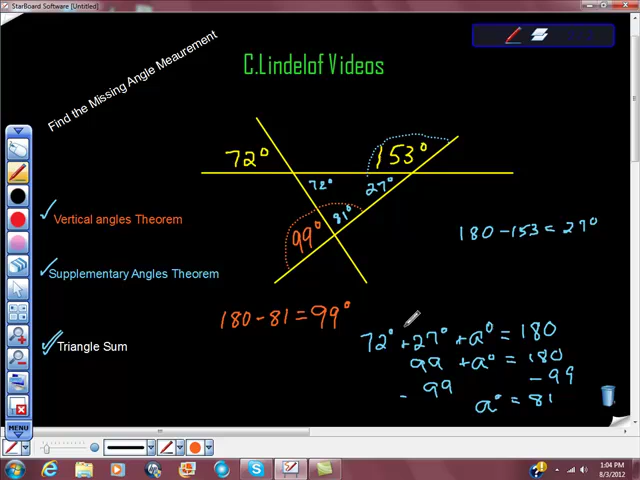 StarBoard Software [Untitled]
Find the Missing Angle Meaurement
C.Lindelof Videos
72°
153°
72°
27°
81°
99°
180-153=27°
Vertical angles Theorem
Supplementary Angles Theorem
Triangle Sum
180-81=99°
72° +27° +a° = 180
99 +a° = 180
- 99 -99
a° = 81
MENU
1:04 PM
8/3/2012